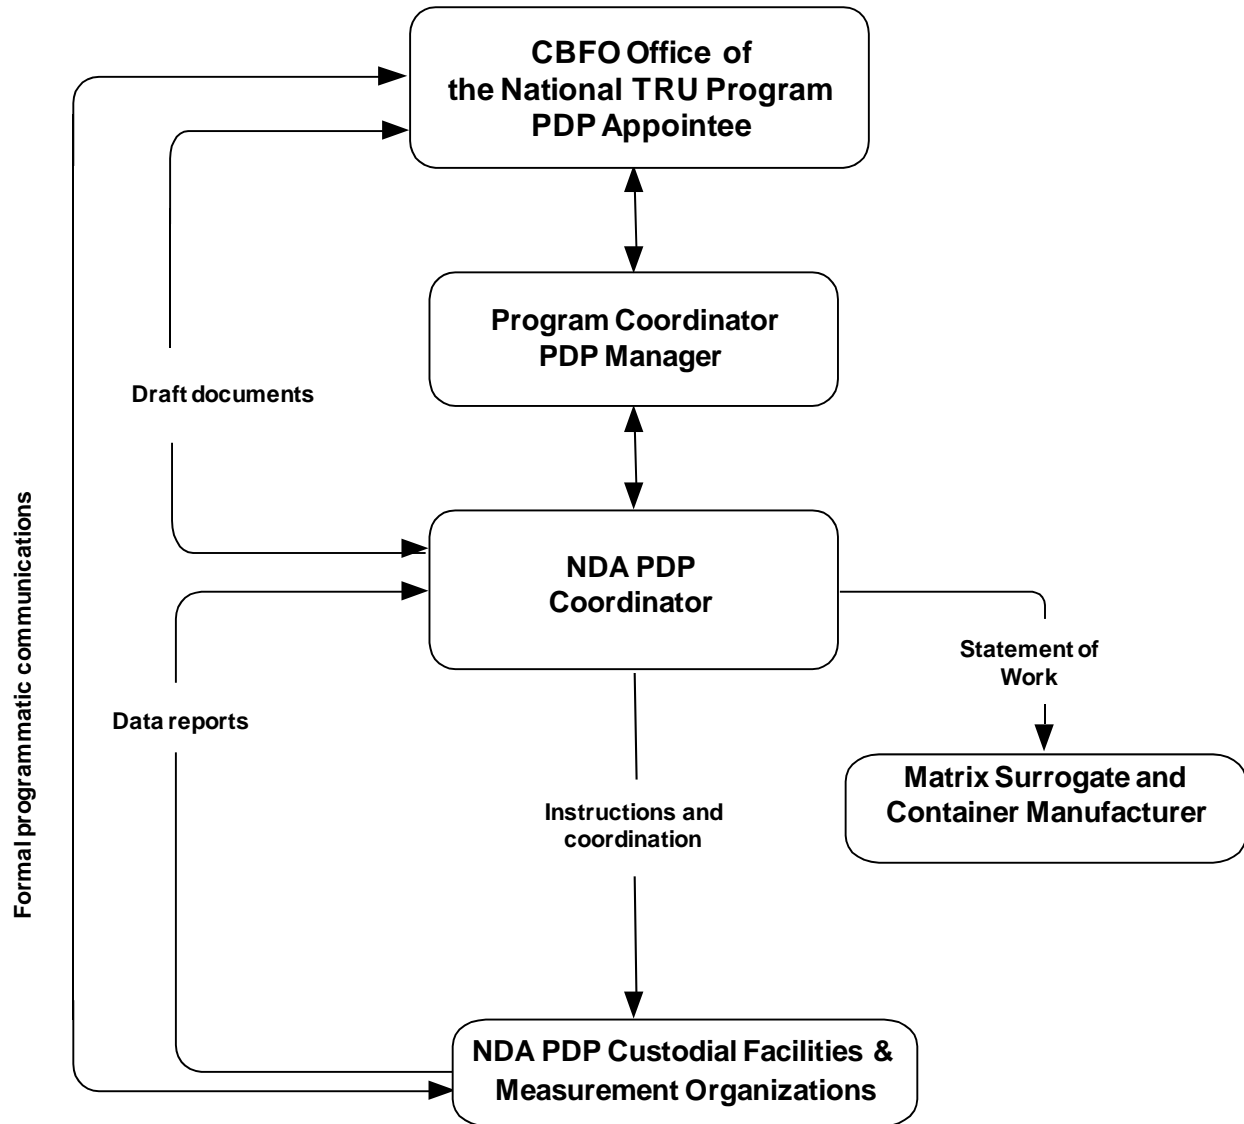 CBFO Office of
the National TRU Program
PDP Appointee
Program Coordinator
PDP Manager
Draft documents
Formal programmatic communications
NDA PDP
Coordinator
Statement of
Work
Data reports
Matrix Surrogate and
Container Manufacturer
Instructions and
coordination
NDA PDP Custodial Facilities &
Measurement Organizations